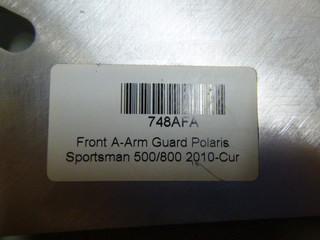 748AFA
Front A-Arm Guard Polaris
Sportsman 500/800 2010-Cur